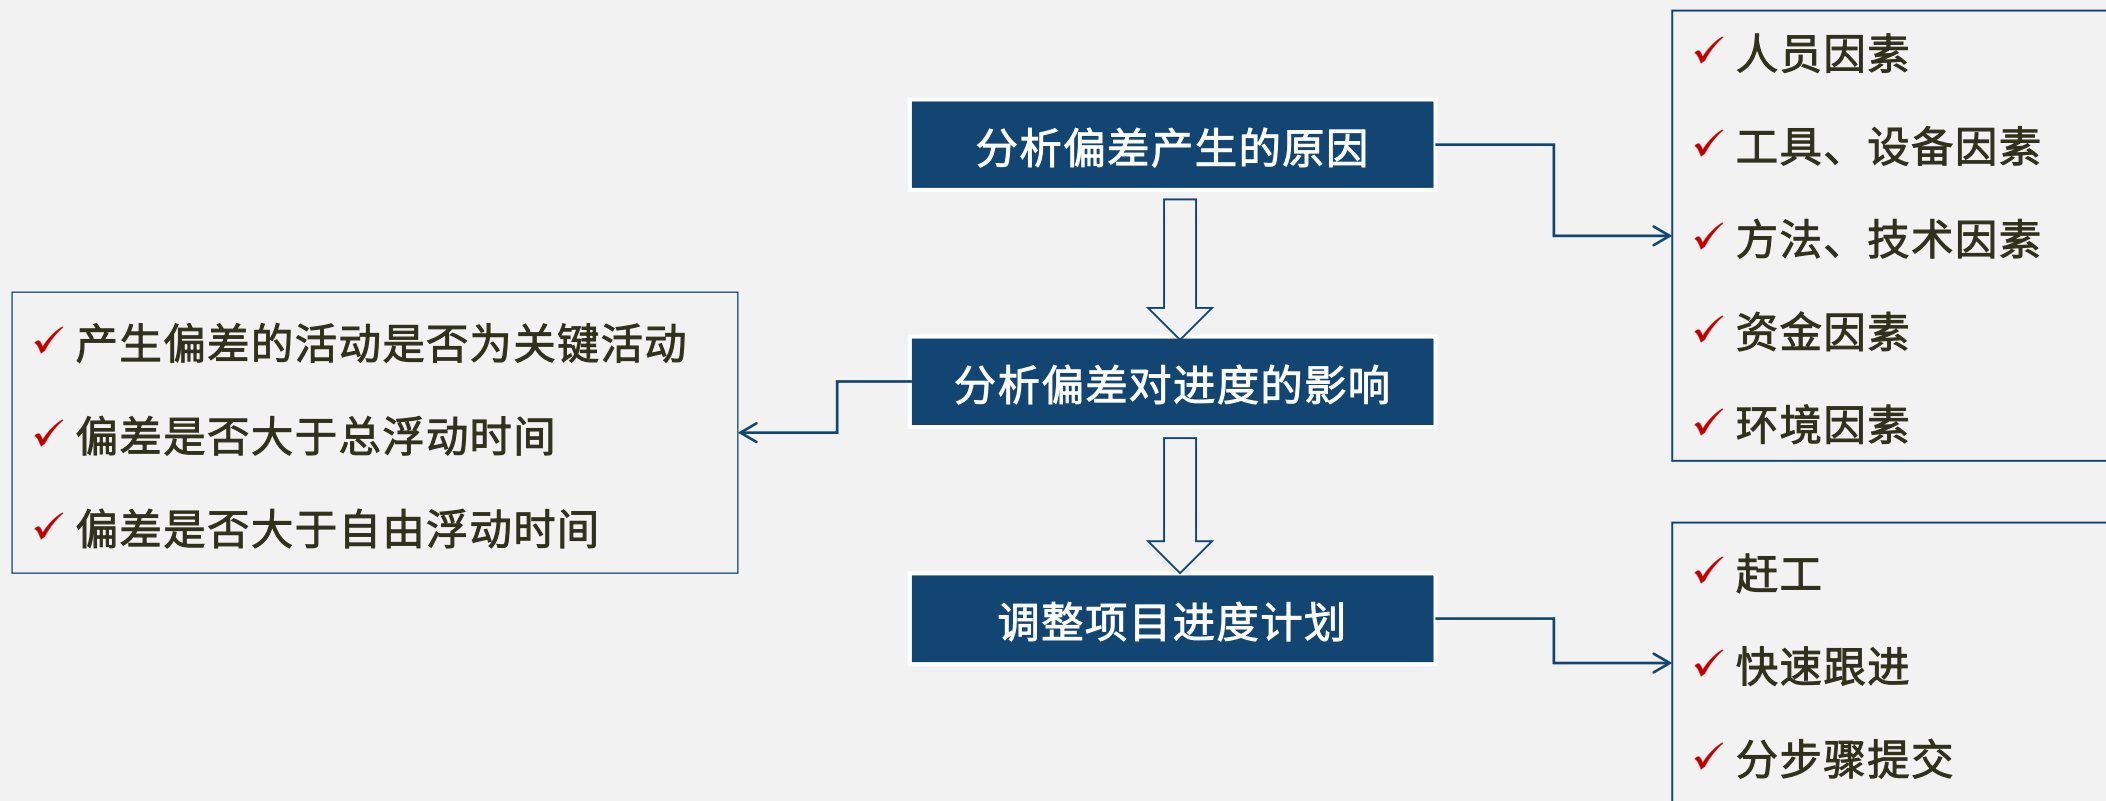 分析偏差产生的原因
人员因素
工具、设备因素
方法、技术因素
资金因素
环境因素
分析偏差对进度的影响
产生偏差的活动是否为关键活动
偏差是否大于总浮动时间
偏差是否大于自由浮动时间
调整项目进度计划
赶工
快速跟进
分步骤提交